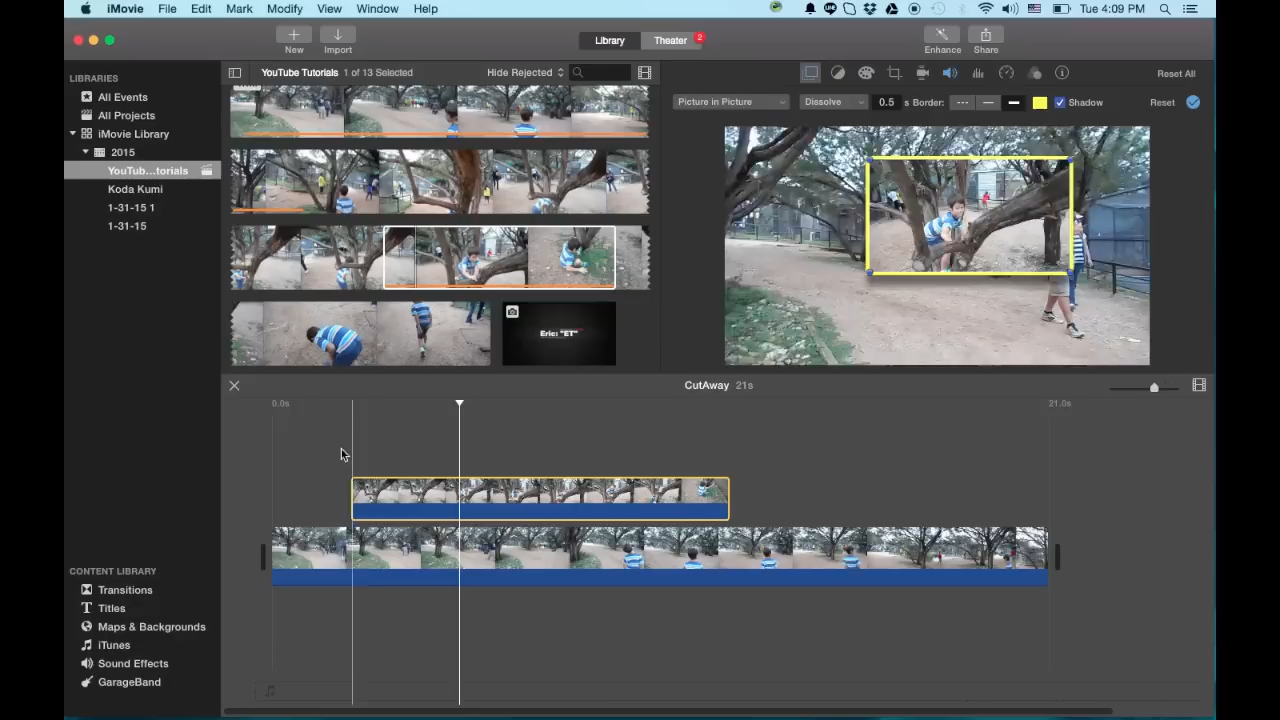 iMovie File Edit Mark Modify View Window Help Tue 4:09 PM
New Import Library Theater 2 Enhance Share
LIBRARIES
All Events
All Projects
iMovie Library
2015
YouTub...torials
Koda Kumi
1-31-15 1
1-31-15
YouTube Tutorials 1 of 13 Selected Hide Rejected
Reset All
Picture in Picture Dissolve 0.5 s Border: Shadow Reset
Eric: "ET"
CutAway 21s
0.0s 21.0s
CONTENT LIBRARY
Transitions
T Titles
Maps & Backgrounds
iTunes
Sound Effects
GarageBand